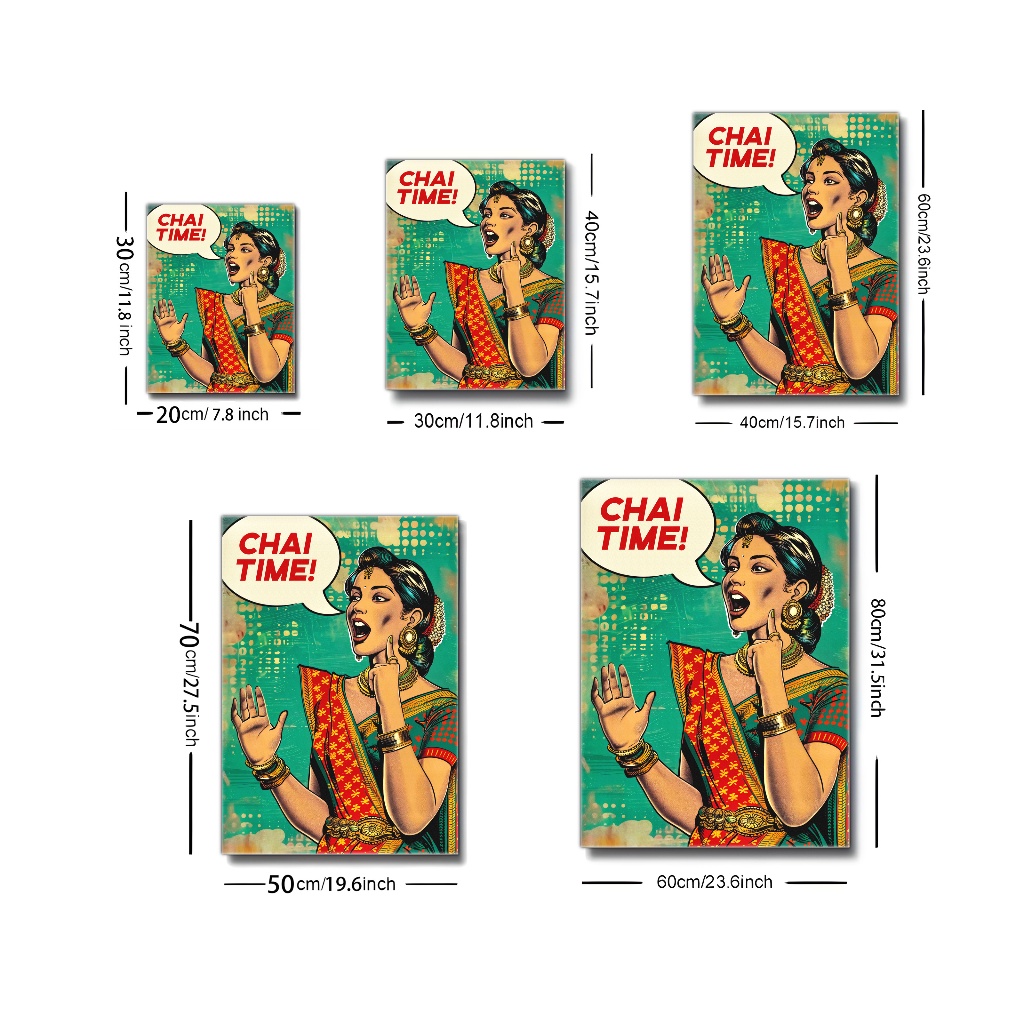 CHAI
TIME!
30cm/11.8 inch
20cm/ 7.8 inch
CHAI
TIME!
40cm/15.7inch
30cm/11.8inch
CHAI
TIME!
60cm/23.6inch
40cm/15.7inch
CHAI
TIME!
70cm/27.5inch
50cm/19.6inch
CHAI
TIME!
80cm/31.5inch
60cm/23.6inch